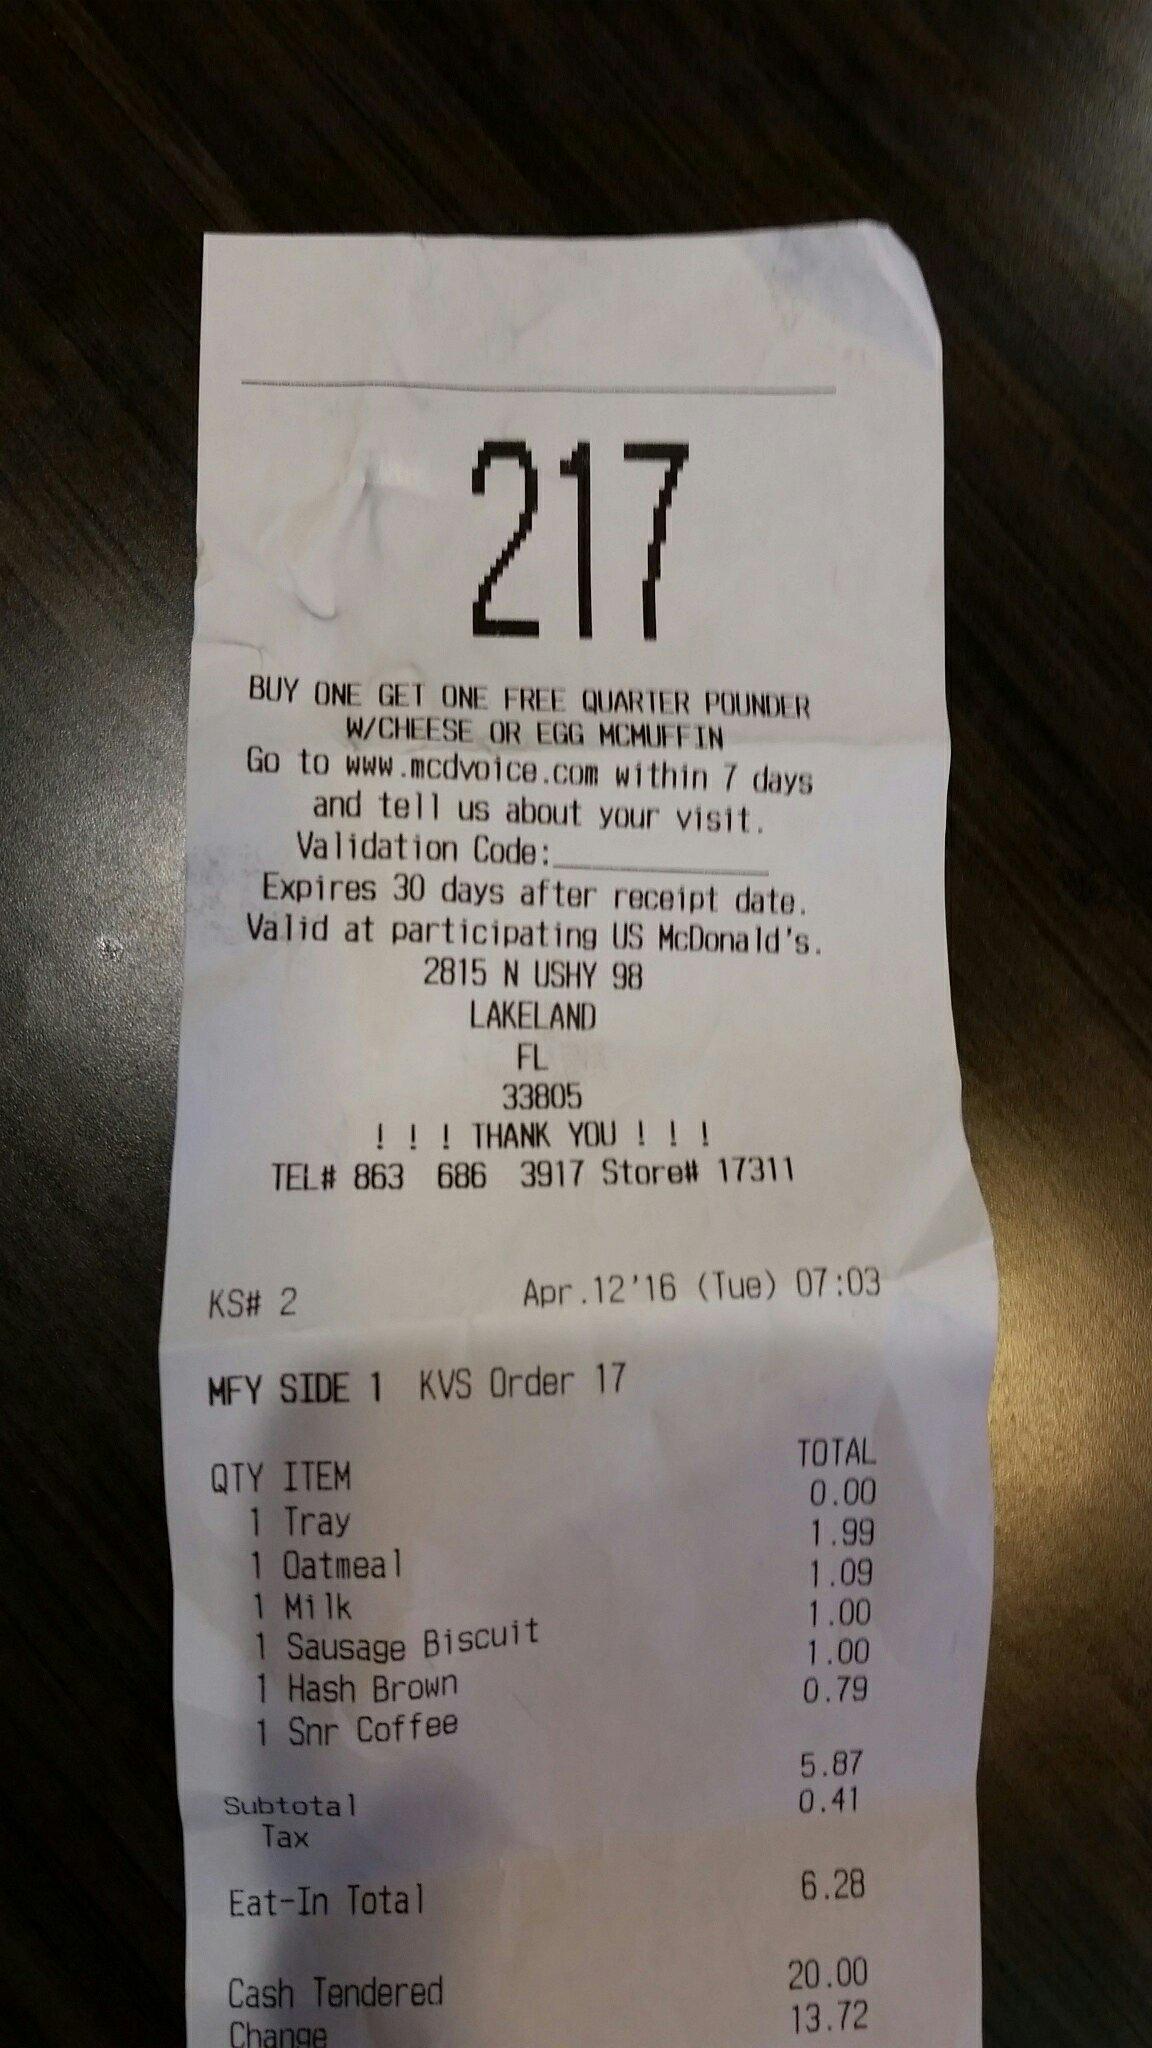 217
BUY ONE GET ONE FREE QUARTER POUNDER
W/CHEESE OR EGG MCMUFFIN
Go to www.mcdvoice.com within 7 days
and tell us about your visit.
Validation Code:____________
Expires 30 days after receipt date.
Valid at participating US McDonald's.
2815 N USHY 98
LAKELAND
FL
33805
! ! ! THANK YOU ! ! !
TEL# 863 686 3917 Store# 17311
KS# 2 Apr.12'16 (Tue) 07:03
MFY SIDE 1 KVS Order 17
QTY ITEM TOTAL
1 Tray 0.00
1 Oatmeal 1.99
1 Milk 1.09
1 Sausage Biscuit 1.00
1 Hash Brown 1.00
1 Snr Coffee 0.79
Subtotal 5.87
Tax 0.41
Eat-In Total 6.28
Cash Tendered 20.00
Change 13.72